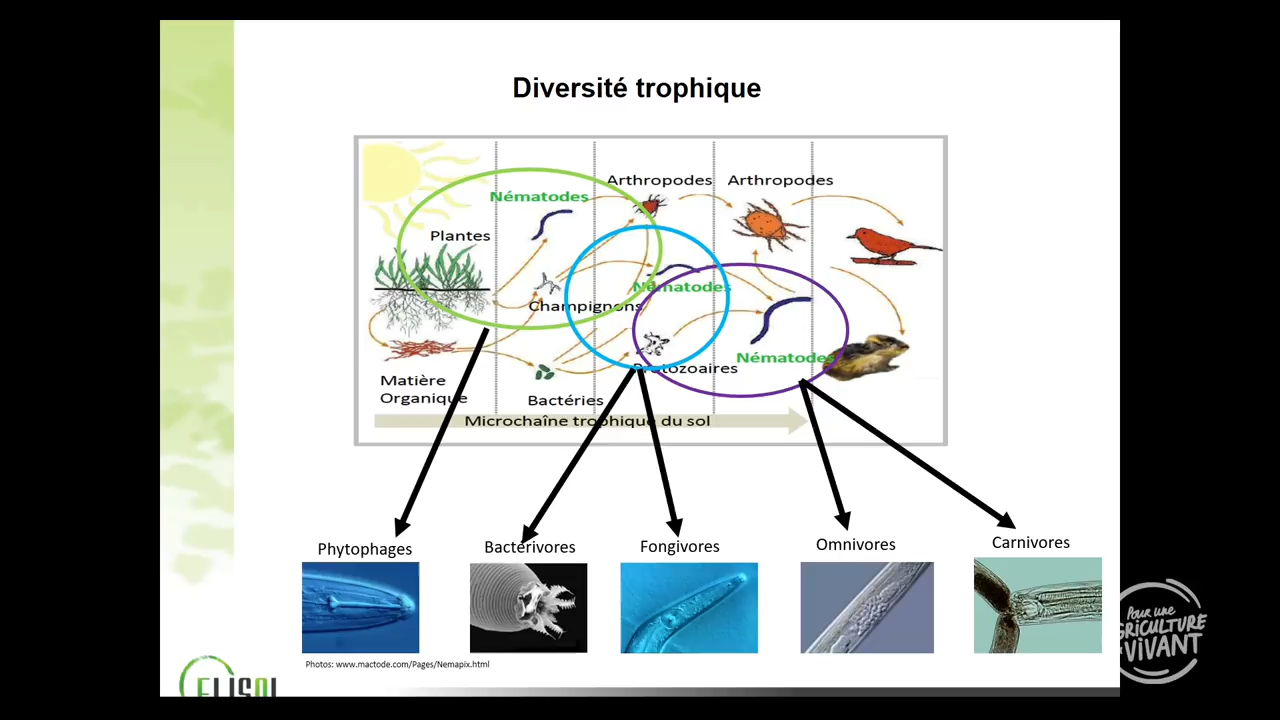 Diversité trophique
Arthropodes
Arthropodes
Nématodes
Plantes
Nématodes
Champignons
Nématodes
Protozoaires
Matière
Organique
Bactéries
Microchaîne trophique du sol
Phytophages
Bactérivores
Fongivores
Omnivores
Carnivores
Photos: www.mactode.com/Pages/Nemapix.html
ELISOL
POUR UNE
AGRICULTURE
DU VIVANT